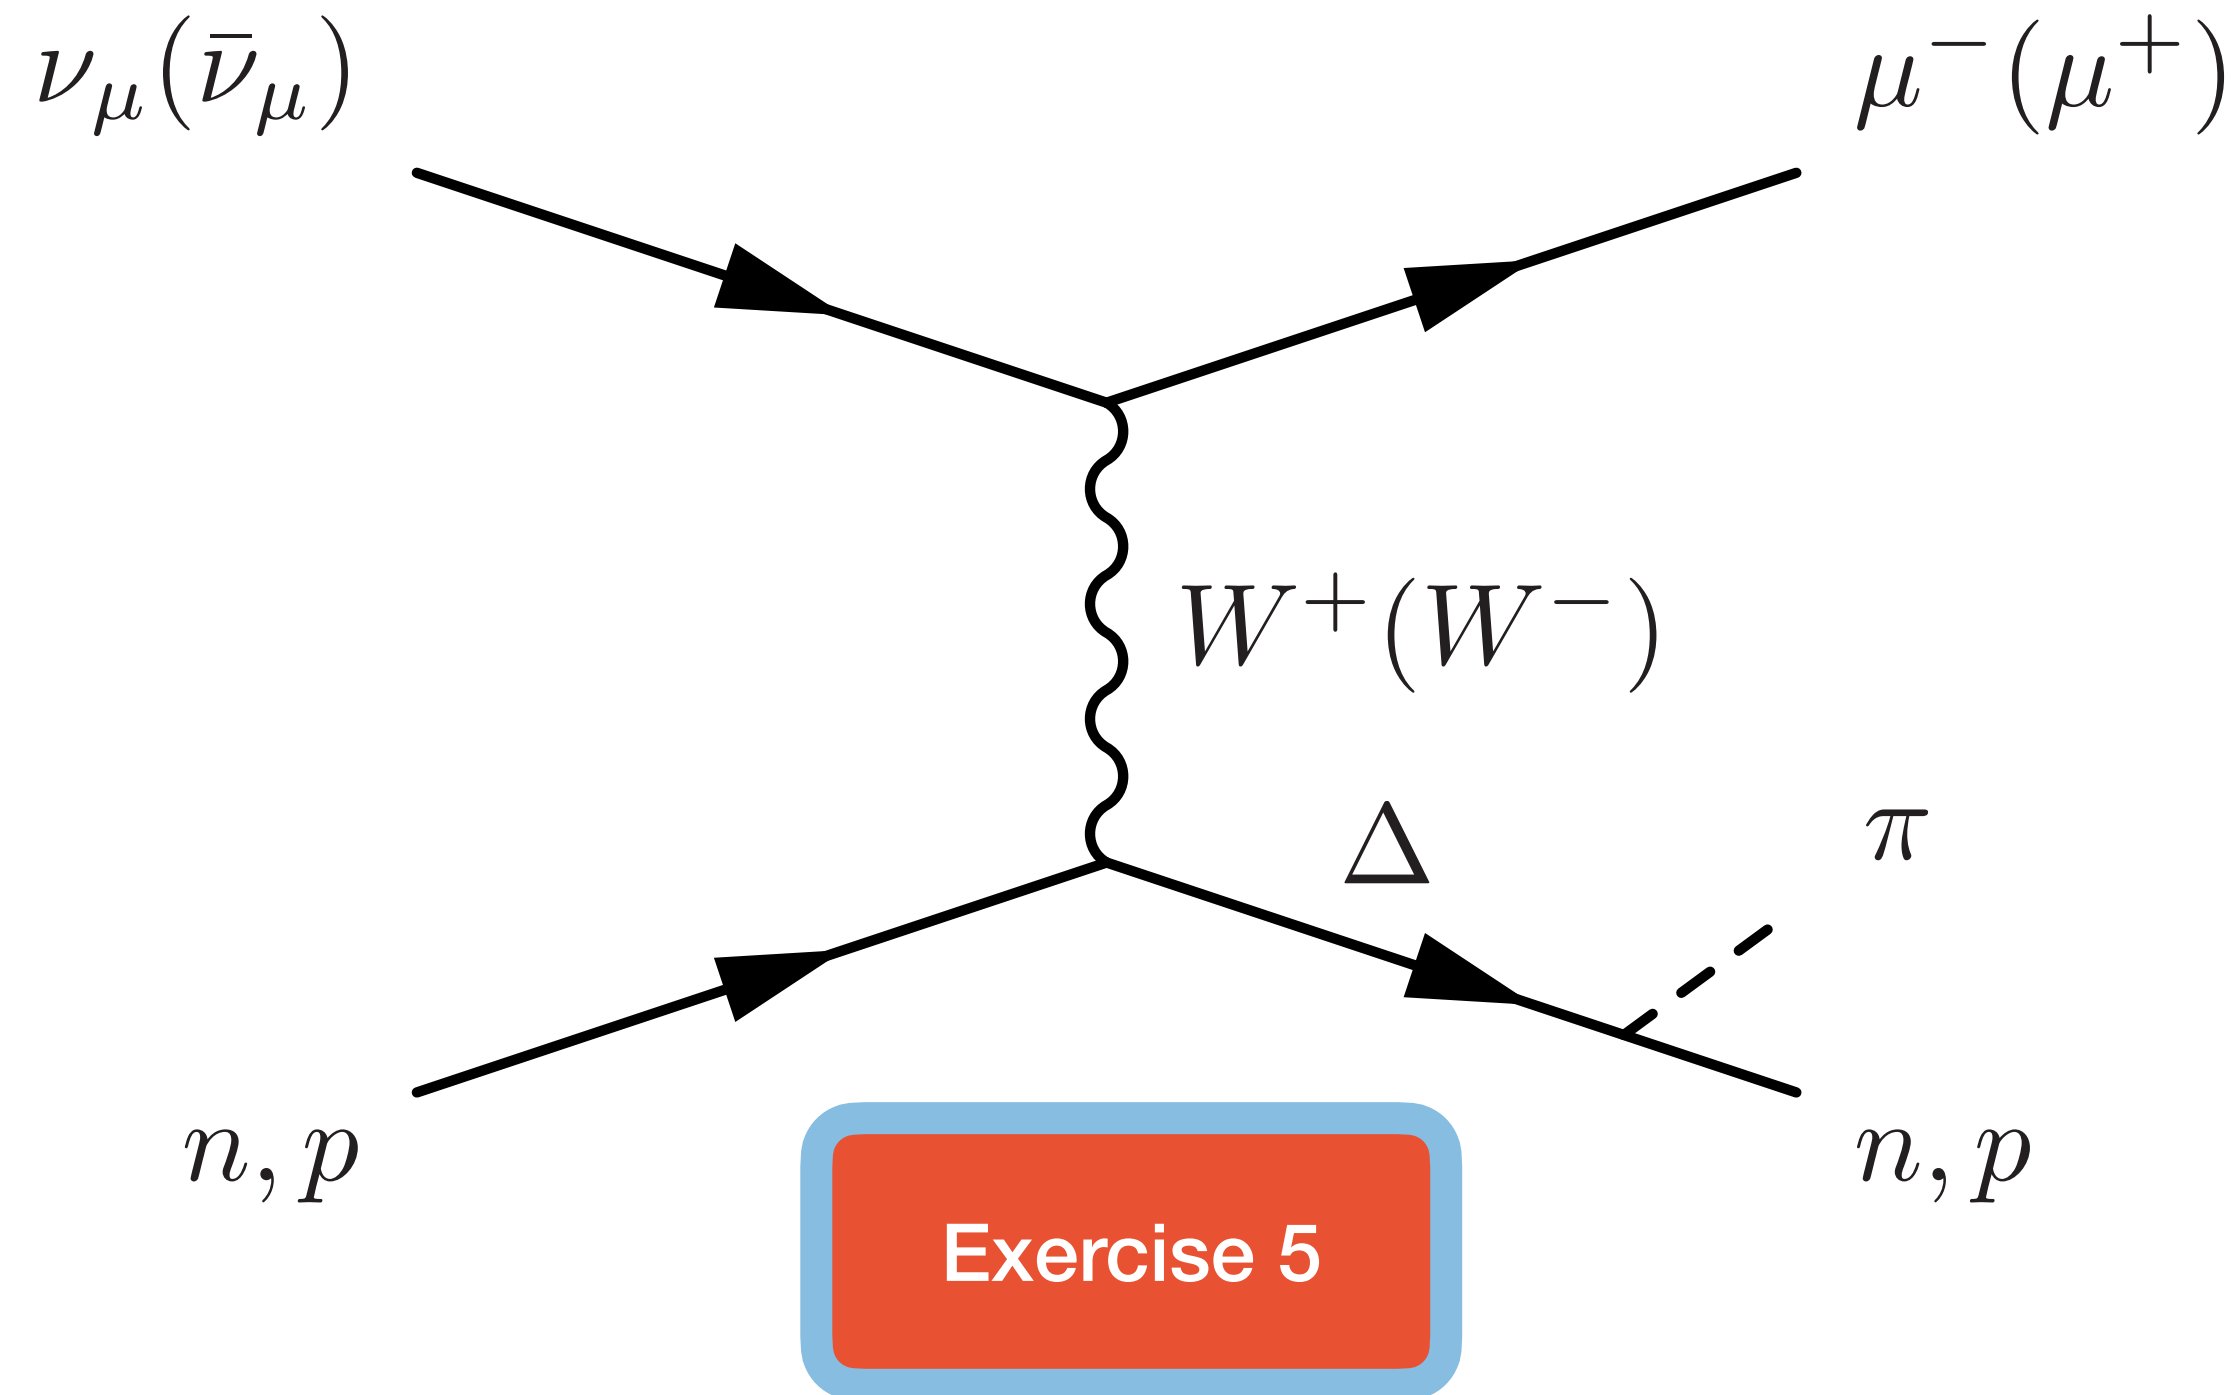 ν_μ(ν̄_μ)
μ⁻(μ⁺)
W⁺(W⁻)
Δ
π
n, p
n, p
Exercise 5